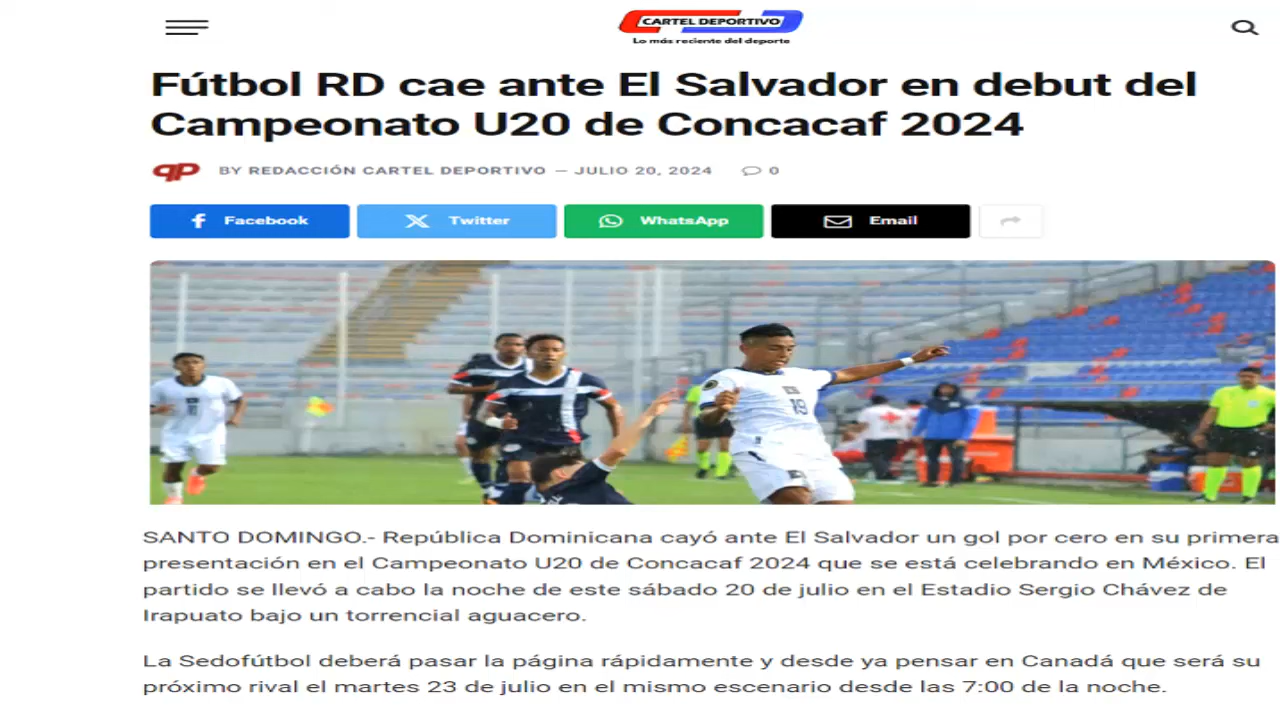 CARTEL DEPORTIVO
Lo más reciente del deporte
Fútbol RD cae ante El Salvador en debut del
Campeonato U20 de Concacaf 2024
BY REDACCIÓN CARTEL DEPORTIVO — JULIO 20, 2024 0
Facebook Twitter WhatsApp Email
19
SANTO DOMINGO.- República Dominicana cayó ante El Salvador un gol por cero en su primera
presentación en el Campeonato U20 de Concacaf 2024 que se está celebrando en México. El
partido se llevó a cabo la noche de este sábado 20 de julio en el Estadio Sergio Chávez de
Irapuato bajo un torrencial aguacero.
La Sedofútbol deberá pasar la página rápidamente y desde ya pensar en Canadá que será su
próximo rival el martes 23 de julio en el mismo escenario desde las 7:00 de la noche.